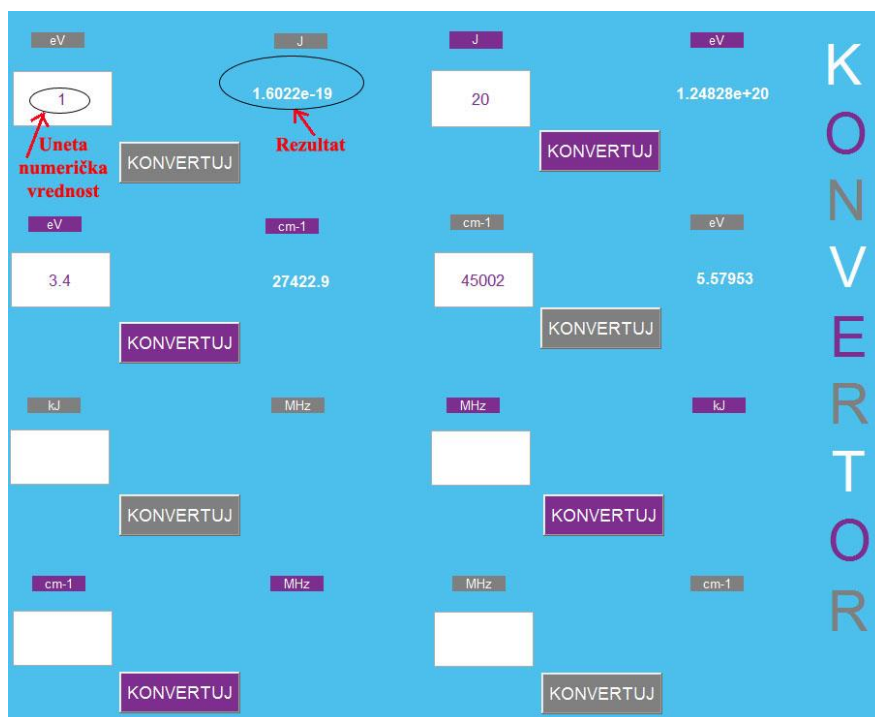 eV J J eV
1 1.6022e-19 20 1.24828e+20
Uneta
numerička
vrednost
Rezultat
KONVERTUJ KONVERTUJ
eV cm-1 cm-1 eV
3.4 27422.9 45002 5.57953
KONVERTUJ KONVERTUJ
kJ MHz MHz kJ
KONVERTUJ KONVERTUJ
cm-1 MHz MHz cm-1
KONVERTUJ KONVERTUJ
KONVERTOR